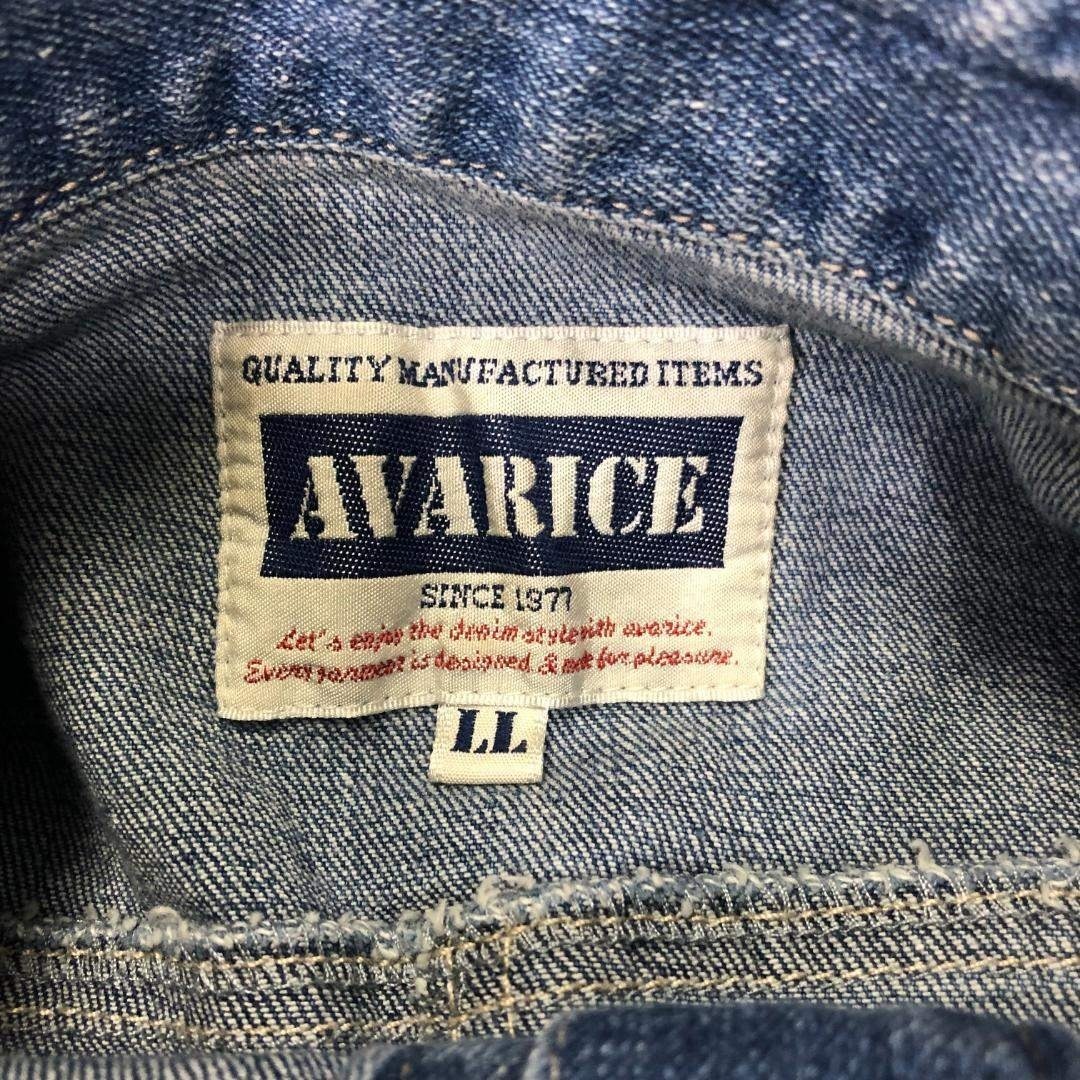 QUALITY MANUFACTURED ITEMS
AVARICE
SINCE 1977
Let's enjoy the denim style with avarice.
Every garment is designed & made for pleasure.
LL